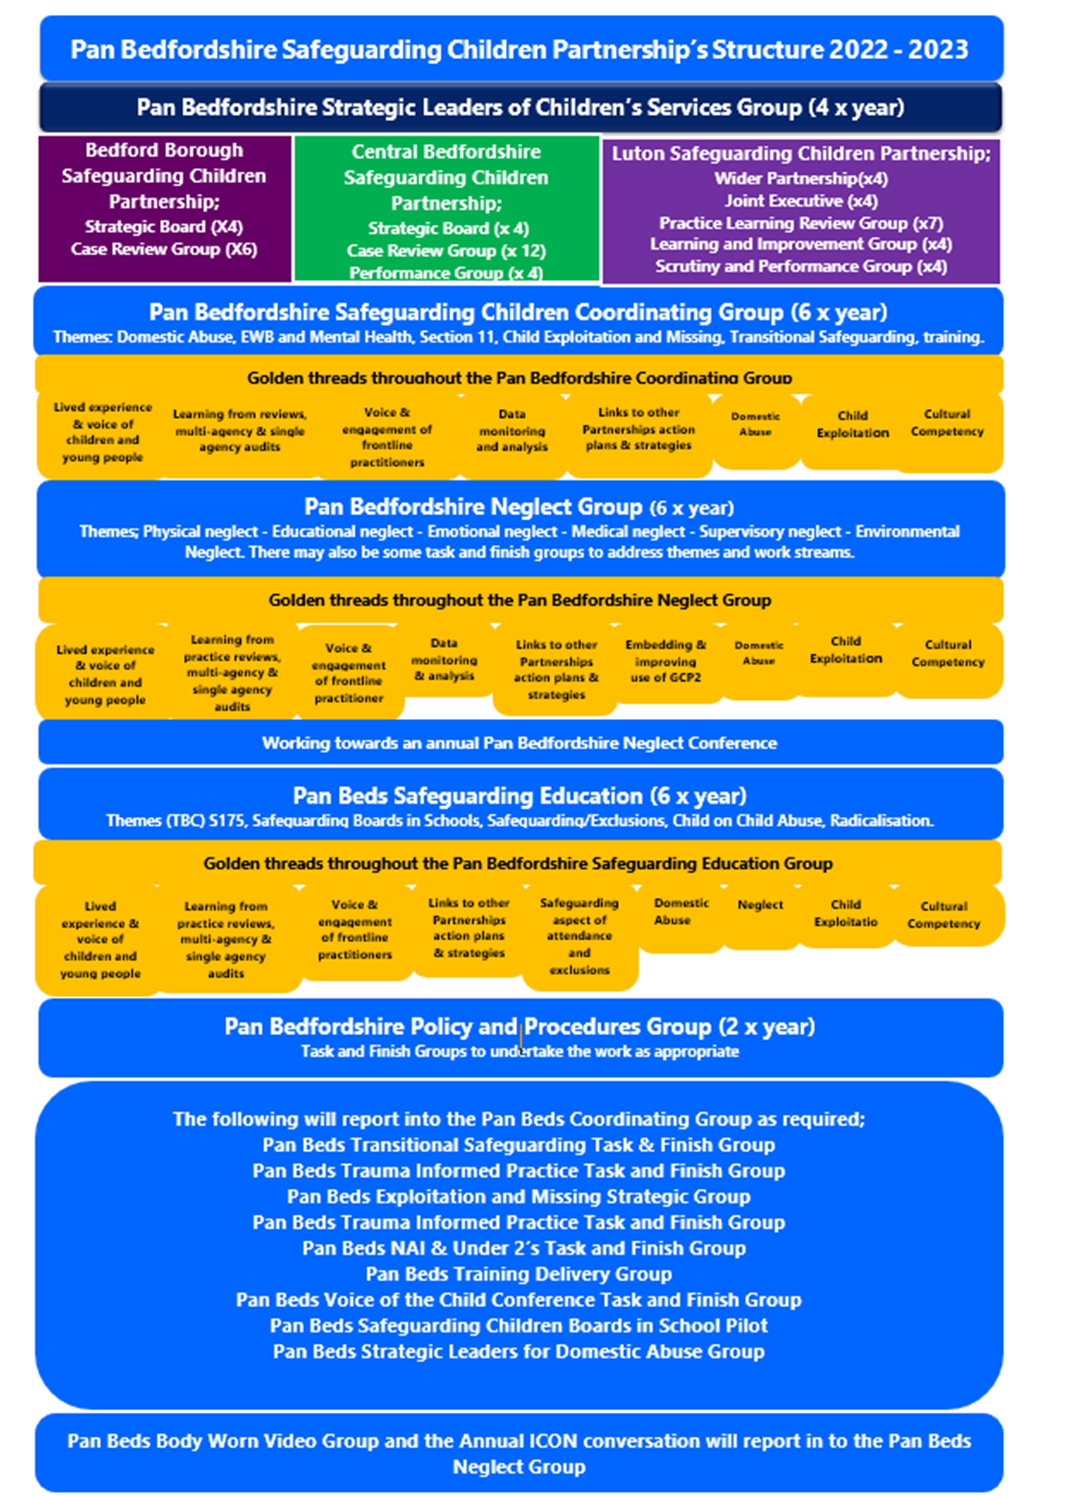 Pan Bedfordshire Safeguarding Children Partnership's Structure 2022 - 2023
Pan Bedfordshire Strategic Leaders of Children's Services Group (4 x year)
Bedford Borough
Safeguarding Children
Partnership;
Strategic Board (X4)
Case Review Group (X6)
Central Bedfordshire
Safeguarding Children
Partnership;
Strategic Board (x 4)
Case Review Group (x 12)
Performance Group (x 4)
Luton Safeguarding Children Partnership;
Wider Partnership(x4)
Joint Executive (x4)
Practice Learning Review Group (x7)
Learning and Improvement Group (x4)
Scrutiny and Performance Group (x4)
Pan Bedfordshire Safeguarding Children Coordinating Group (6 x year)
Themes: Domestic Abuse, EWB and Mental Health, Section 11, Child Exploitation and Missing, Transitional Safeguarding, training.
Golden threads throughout the Pan Bedfordshire Coordinating Group
Lived experience
& voice of
children and
young people
Learning from reviews,
multi-agency & single
agency audits
Voice &
engagement of
frontline
practitioners
Data
monitoring
and analysis
Links to other
Partnerships action
plans & strategies
Domestic
Abuse
Child
Exploitation
Cultural
Competency
Pan Bedfordshire Neglect Group (6 x year)
Themes; Physical neglect - Educational neglect - Emotional neglect - Medical neglect - Supervisory neglect - Environmental
Neglect. There may also be some task and finish groups to address themes and work streams.
Golden threads throughout the Pan Bedfordshire Neglect Group
Lived experience
& voice of
children and
young people
Learning from
practice reviews,
multi-agency &
single agency
audits
Voice &
engagement
of frontline
practitioner
Data
monitoring
& analysis
Links to other
Partnerships
action plans &
strategies
Embedding &
improving
use of GCP2
Domestic
Abuse
Child
Exploitation
Cultural
Competency
Working towards an annual Pan Bedfordshire Neglect Conference
Pan Beds Safeguarding Education (6 x year)
Themes (TBC) S175, Safeguarding Boards in Schools, Safeguarding/Exclusions, Child on Child Abuse, Radicalisation.
Golden threads throughout the Pan Bedfordshire Safeguarding Education Group
Lived
experience &
voice of
children and
young people
Learning from
practice reviews,
multi-agency &
single agency
audits
Voice &
engagement
of frontline
practitioners
Links to other
Partnerships
action plans
& strategies
Safeguarding
aspect of
attendance
and
exclusions
Domestic
Abuse
Neglect
Child
Exploitatio
Cultural
Competency
Pan Bedfordshire Policy and Procedures Group (2 x year)
Task and Finish Groups to undertake the work as appropriate
The following will report into the Pan Beds Coordinating Group as required;
Pan Beds Transitional Safeguarding Task & Finish Group
Pan Beds Trauma Informed Practice Task and Finish Group
Pan Beds Exploitation and Missing Strategic Group
Pan Beds Trauma Informed Practice Task and Finish Group
Pan Beds NAI & Under 2's Task and Finish Group
Pan Beds Training Delivery Group
Pan Beds Voice of the Child Conference Task and Finish Group
Pan Beds Safeguarding Children Boards in School Pilot
Pan Beds Strategic Leaders for Domestic Abuse Group
Pan Beds Body Worn Video Group and the Annual ICON conversation will report in to the Pan Beds
Neglect Group